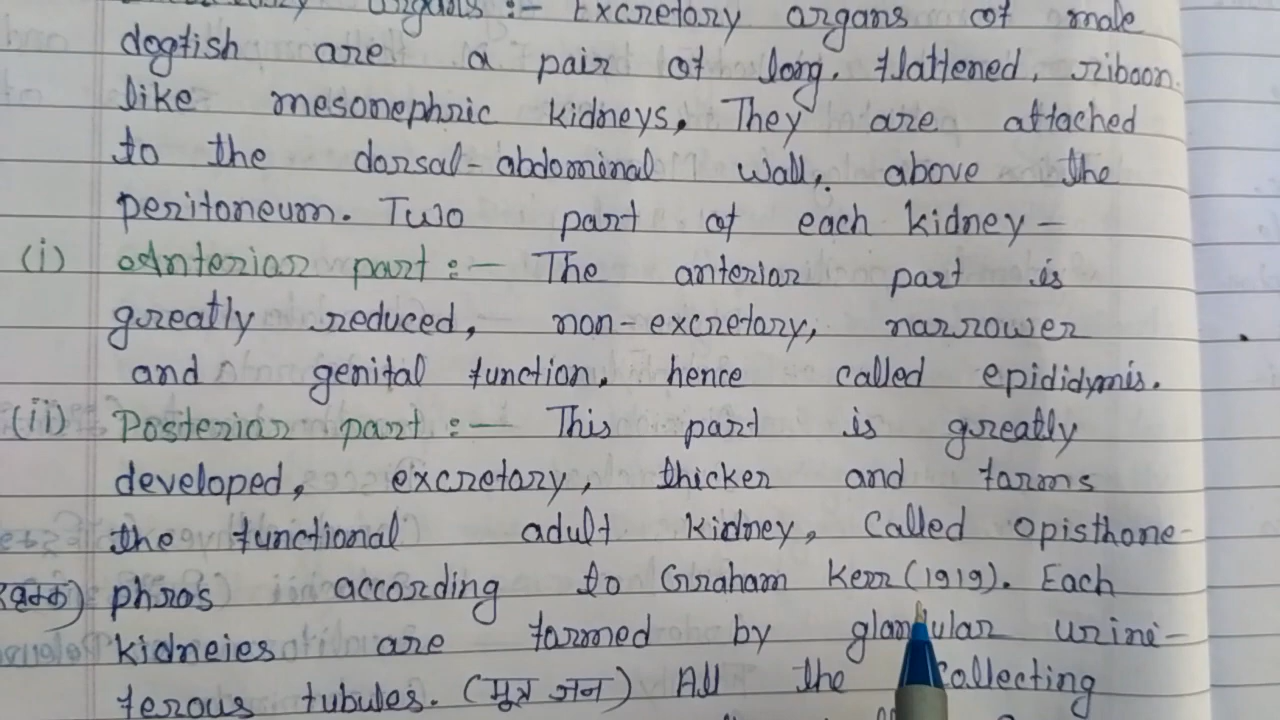 organs :- Excretory organs of male
dogfish are a pair of long, flattened, riboon
like mesonephric kidneys, They are attached
to the dorsal-abdominal wall, above the
peritoneum. Two part of each kidney -
(i) Anterior part :- The anterior part is
greatly reduced, non-excretory, narrower
and genital function, hence called epididymis.
(ii) Posterior part :- This part is greatly
developed, excretory, thicker and forms
the functional adult kidney, called opisthone-
phros according to Graham Kerr (1919). Each
kidneies are formed by glandular urini-
ferous tubules. (मूत्र जन) All the collecting